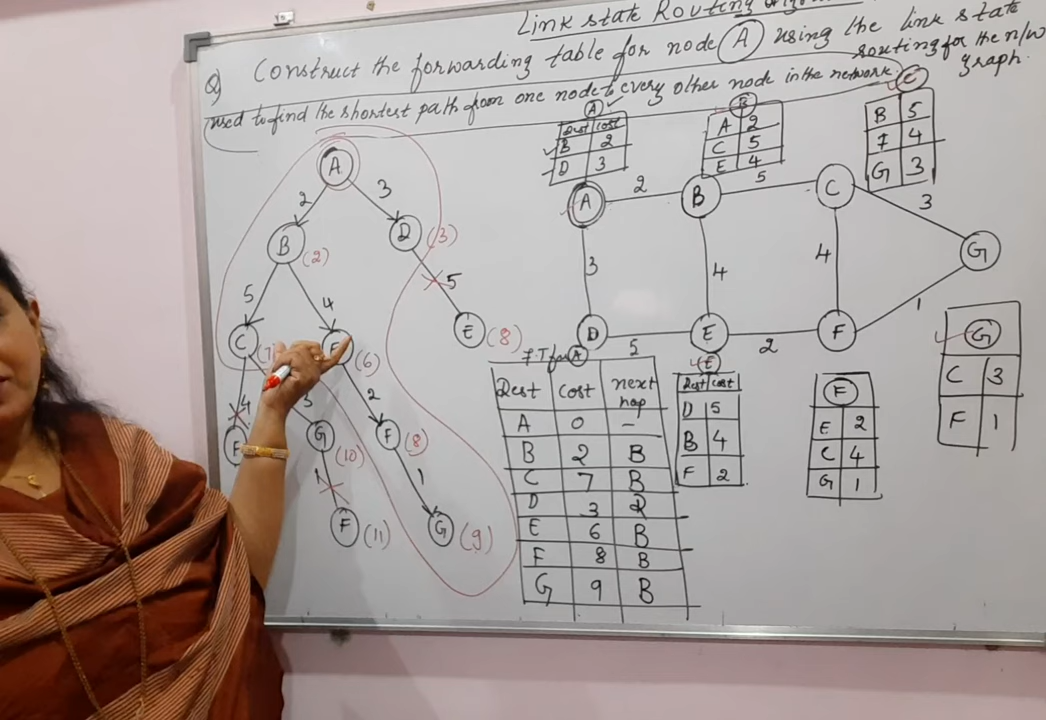 Link state Routing
Q) Construct the forwarding table for node A using the link state
routing for the n/w
graph.
used to find the shortest path from one node to every other node in the network
A
Dest cost
B 2
D 3
B
A 2
C 5
E 4
C
B 5
F 4
G 3
A
2
B
5
C
3
G
3
4
4
1
D
5
E
2
F
A
2
3
B
(2)
D
(3)
5
4
5
E
(8)
C
(7)
(6)
4
3
2
G
(10)
F
(8)
1
1
F
(11)
G
(9)
F.T for A
Dest cost next hop
A 0 -
B 2 B
C 7 B
D 3 D
E 6 B
F 8 B
G 9 B
E
Dest cost
D 5
B 4
F 2
F
E 2
C 4
G 1
G
C 3
F 1